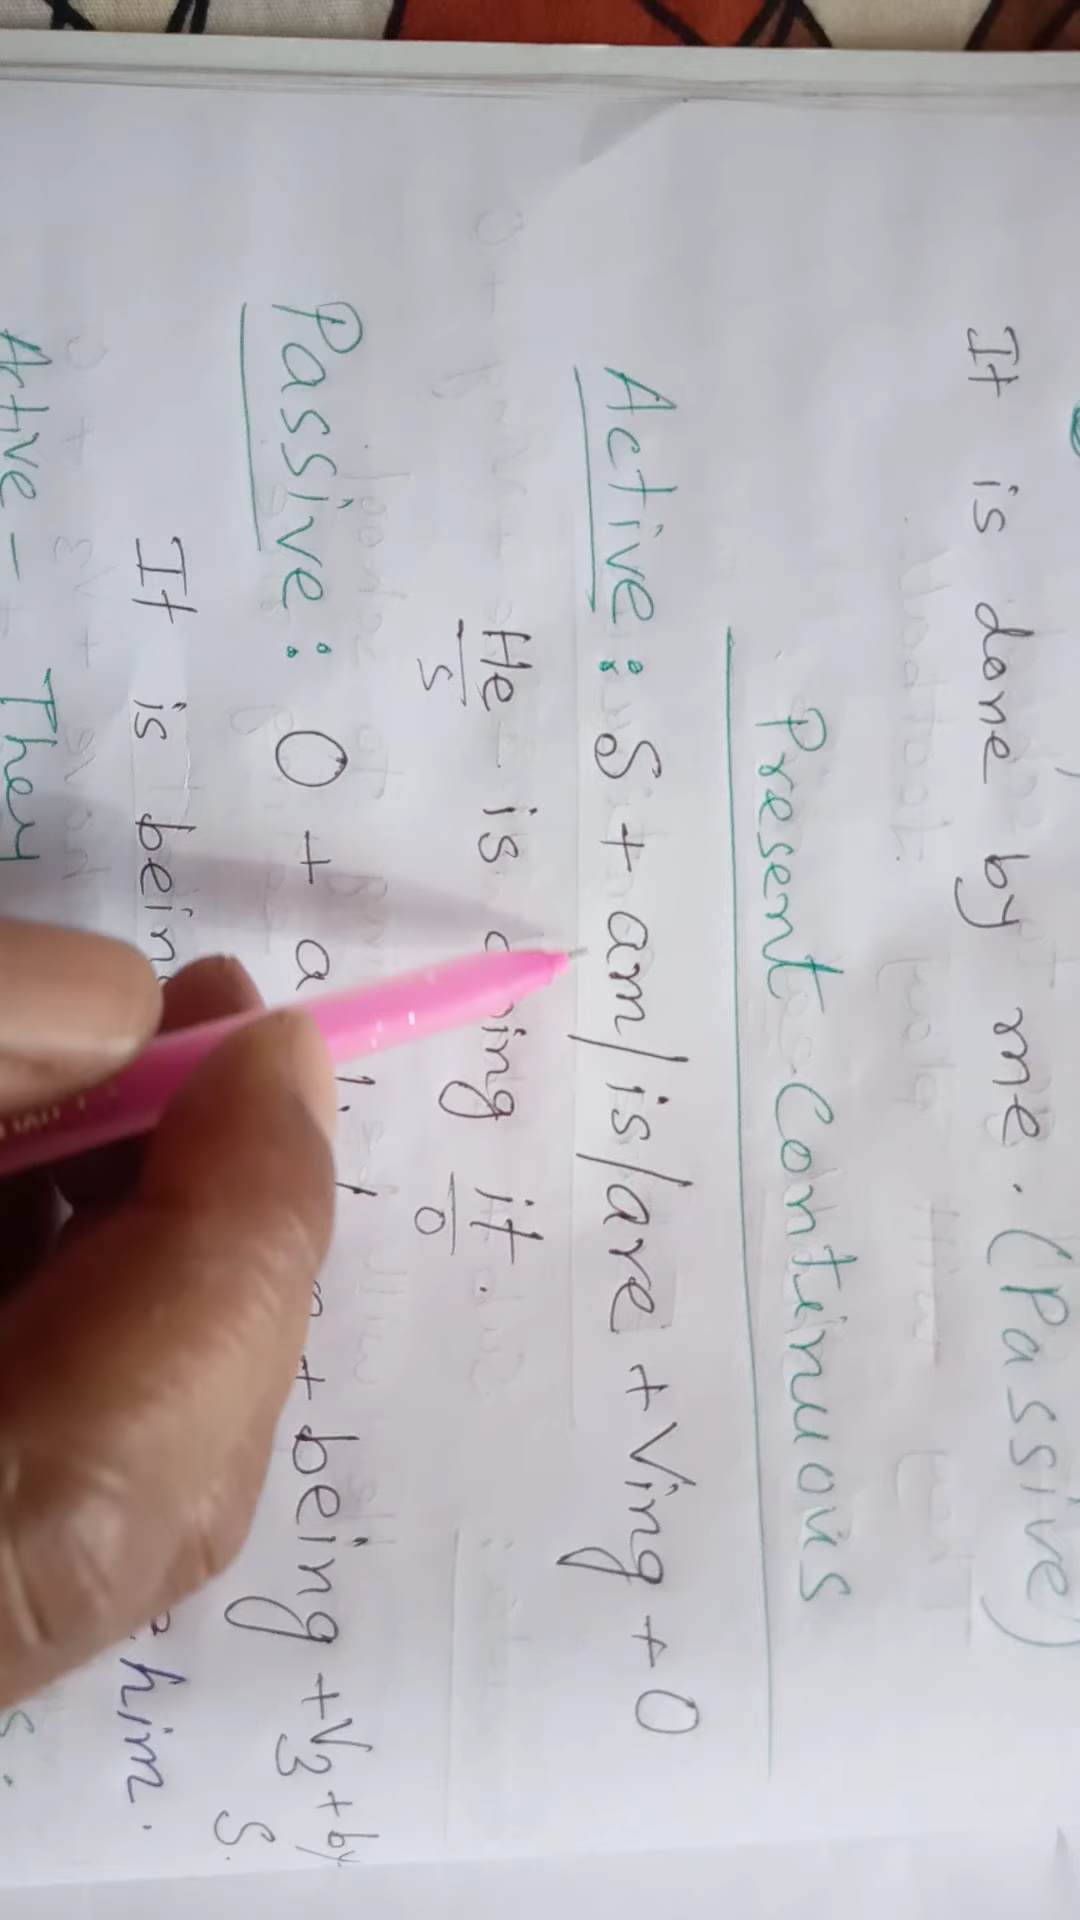 It is done by me. (Passive)
Present Continuous
Active: S + am/is/are + Ving + O
He is ing it.
S O
Passive: O + a + being + V3 + by
S.
It is bein him.
Active - They